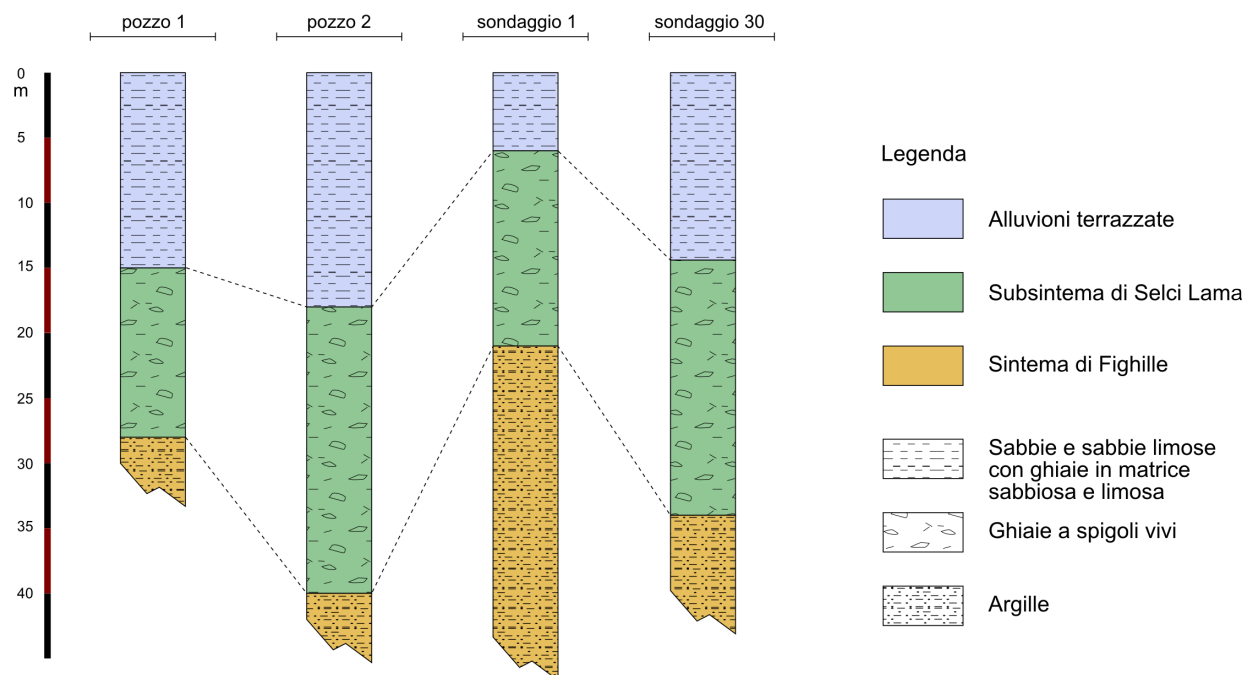 pozzo 1
pozzo 2
sondaggio 1
sondaggio 30
0
m
5
10
15
20
25
30
35
40
Legenda
Alluvioni terrazzate
Subsintema di Selci Lama
Sintema di Fighille
Sabbie e sabbie limose
con ghiaie in matrice
sabbiosa e limosa
Ghiaie a spigoli vivi
Argille